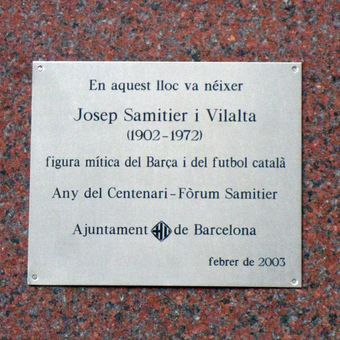 En aquest lloc va néixer
Josep Samitier i Vilalta
(1902-1972)
figura mítica del Barça i del futbol català
Any del Centenari-Fòrum Samitier
Ajuntament de Barcelona
febrer de 2003